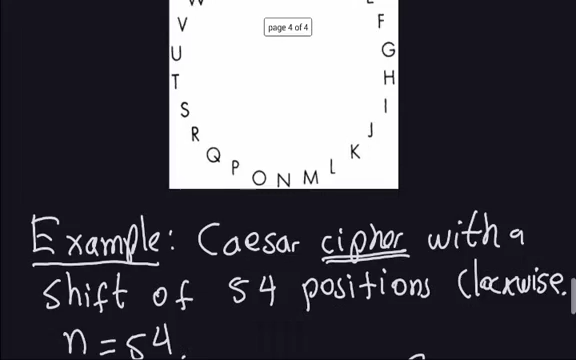 W
V
page 4 of 4
F
U
G
T
H
S
I
R
J
Q
K
P
L
O N M
Example: Caesar cipher with a
shift of 54 positions clockwise.
n = 54.